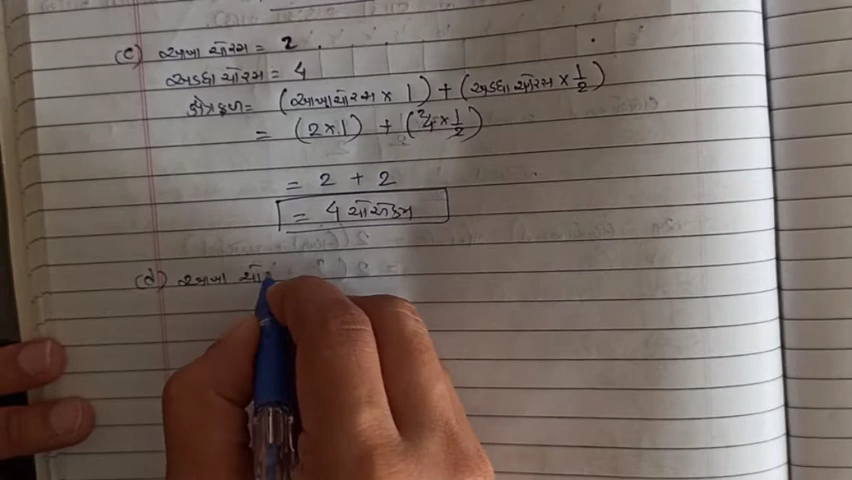 (c) આખા ચોરસ = 2
અડધા ચોરસ = 4
ક્ષેત્રફળ = (આખા ચોરસ × 1) + (અડધા ચોરસ × 1/2)
= (2×1) + (4 × 1/2)
= 2 + 2
= 4 ચોએકમ
(d) આખા ચોર